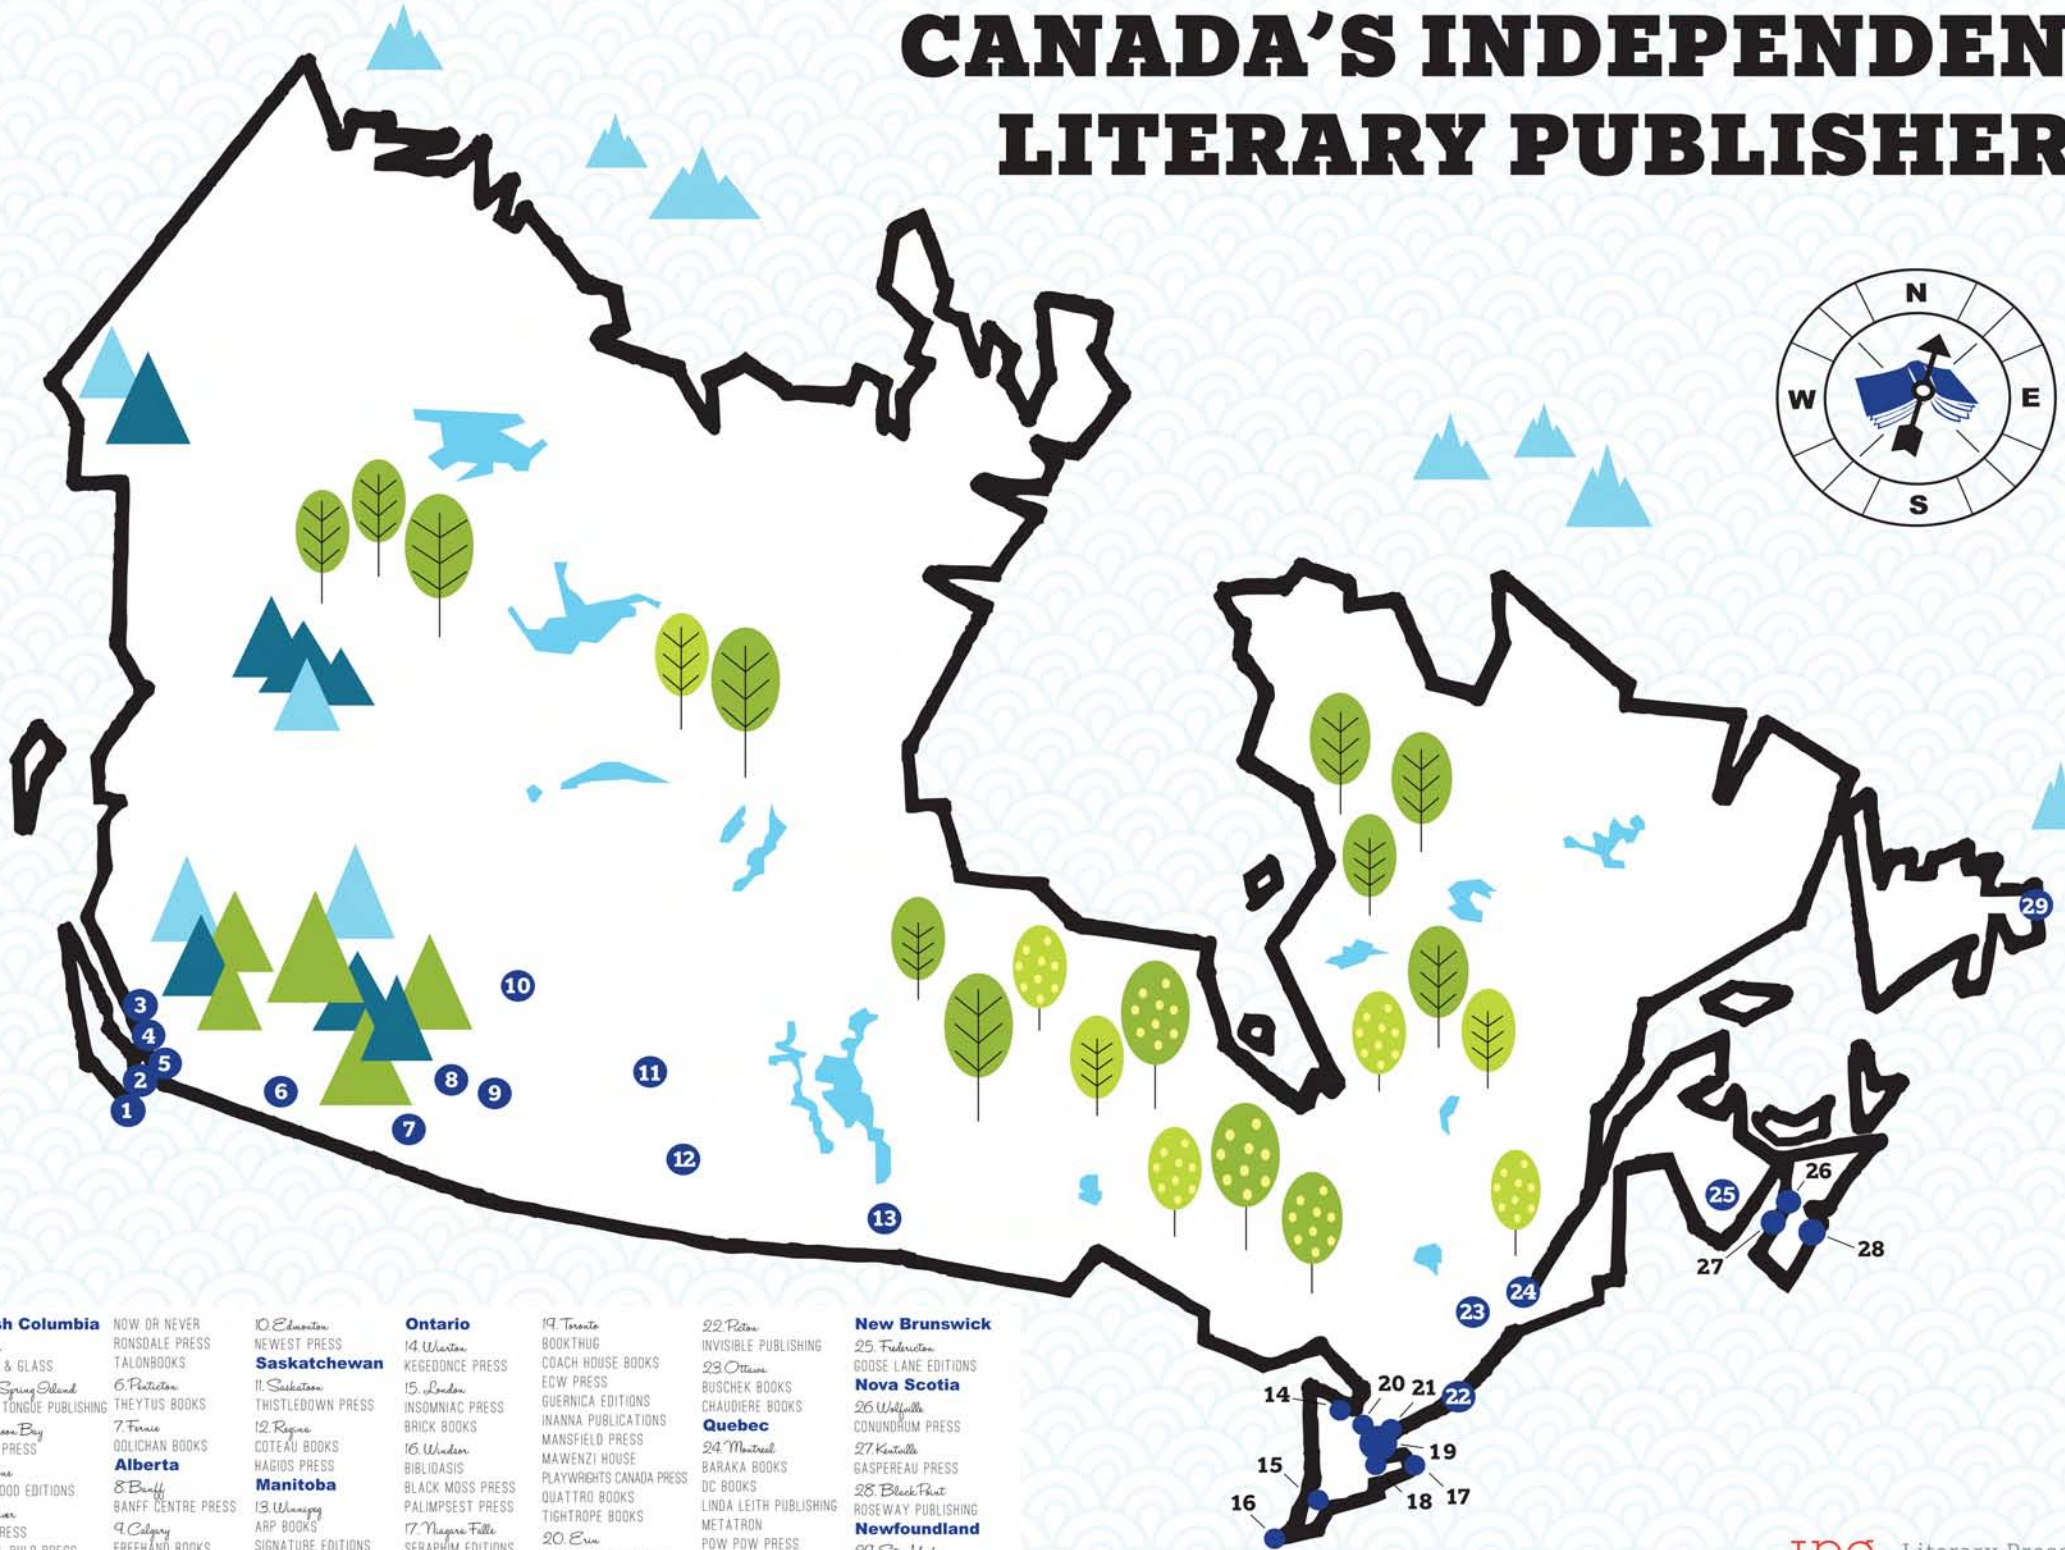 CANADA'S INDEPENDEN
LITERARY PUBLISHER
N
W
E
S
29
3
4
5
2
1
10
6
7
8
9
11
12
13
26
25
27
28
24
23
22
14
20
21
19
15
16
18
17
sh Columbia
& GLASS
Spring Island
TONGUE PUBLISHING
Bay
PRESS
OOD EDITIONS
RESS
NOW OR NEVER
RONSDALE PRESS
TALONBOOKS
6. Penticton
THEYTUS BOOKS
7. Fernie
OOLICHAN BOOKS
Alberta
8. Banff
BANFF CENTRE PRESS
9. Calgary
FREEHAND BOOKS
10. Edmonton
NEWEST PRESS
Saskatchewan
11. Saskatoon
THISTLEDOWN PRESS
12. Regina
COTEAU BOOKS
HAGIOS PRESS
Manitoba
13. Winnipeg
ARP BOOKS
SIGNATURE EDITIONS
Ontario
14. Wiarton
KEGEDONCE PRESS
15. London
INSOMNIAC PRESS
BRICK BOOKS
16. Windsor
BIBLIOASIS
BLACK MOSS PRESS
PALIMPSEST PRESS
17. Niagara Falls
SERAPHIM EDITIONS
19. Toronto
BOOKTHUG
COACH HOUSE BOOKS
ECW PRESS
GUERNICA EDITIONS
INANNA PUBLICATIONS
MANSFIELD PRESS
MAWENZI HOUSE
PLAYWRIGHTS CANADA PRESS
QUATTRO BOOKS
TIGHTROPE BOOKS
20. Erin
22. Picton
INVISIBLE PUBLISHING
23. Ottawa
BUSCHEK BOOKS
CHAUDIERE BOOKS
Quebec
24. Montreal
BARAKA BOOKS
DC BOOKS
LINDA LEITH PUBLISHING
METATRON
POW POW PRESS
New Brunswick
25. Fredericton
GOOSE LANE EDITIONS
Nova Scotia
26. Wolfville
CONUNDRUM PRESS
27. Kentville
GASPEREAU PRESS
28. Black Point
ROSEWAY PUBLISHING
Newfoundland
lpg Literary Press